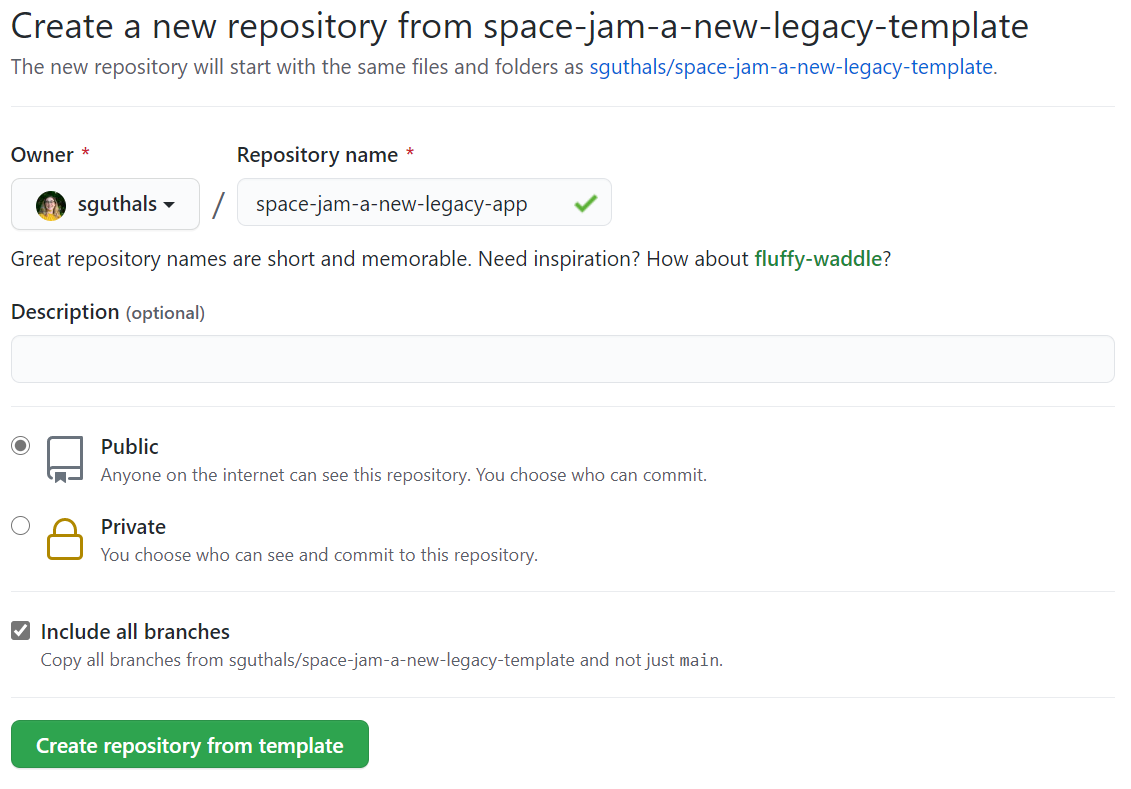 Create a new repository from space-jam-a-new-legacy-template
The new repository will start with the same files and folders as sguthals/space-jam-a-new-legacy-template.
Owner * Repository name *
sguthals / space-jam-a-new-legacy-app
Great repository names are short and memorable. Need inspiration? How about fluffy-waddle?
Description (optional)
Public
Anyone on the internet can see this repository. You choose who can commit.
Private
You choose who can see and commit to this repository.
Include all branches
Copy all branches from sguthals/space-jam-a-new-legacy-template and not just main.
Create repository from template